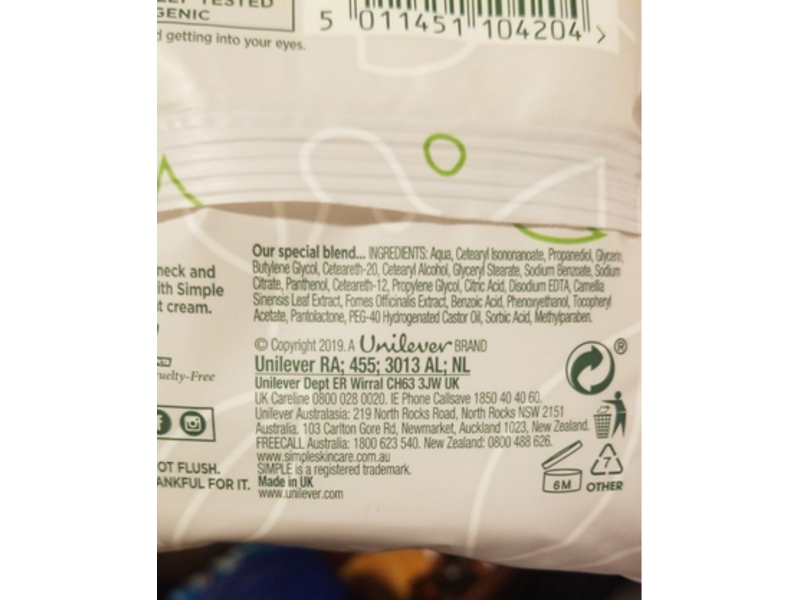 TESTED
GENIC
getting into your eyes.
5 011451 104204 >
neck and
ith Simple
t cream.
Cruelty-Free
OT FLUSH.
ANKFUL FOR IT.
Our special blend... INGREDIENTS: Aqua, Cetearyl Isononanoate, Propanediol, Glycerin,
Butylene Glycol, Ceteareth-20, Cetearyl Alcohol, Glyceryl Stearate, Sodium Benzoate, Sodium
Citrate, Panthenol, Ceteareth-12, Propylene Glycol, Citric Acid, Disodium EDTA, Camellia
Sinensis Leaf Extract, Fomes Officinalis Extract, Benzoic Acid, Phenoxyethanol, Tocopheryl
Acetate, Pantolactone, PEG-40 Hydrogenated Castor Oil, Sorbic Acid, Methylparaben.
© Copyright 2019. A Unilever BRAND
Unilever RA; 455; 3013 AL; NL
Unilever Dept ER Wirral CH63 3JW UK
UK Careline 0800 028 0020. IE Phone Callsave 1850 40 40 60.
Unilever Australasia: 219 North Rocks Road, North Rocks NSW 2151
Australia. 103 Carlton Gore Rd, Newmarket, Auckland 1023, New Zealand.
FREECALL Australia: 1800 623 540. New Zealand: 0800 488 626.
www.simpleskincare.com.au
SIMPLE is a registered trademark.
Made in UK
www.unilever.com
®
6M
7
OTHER